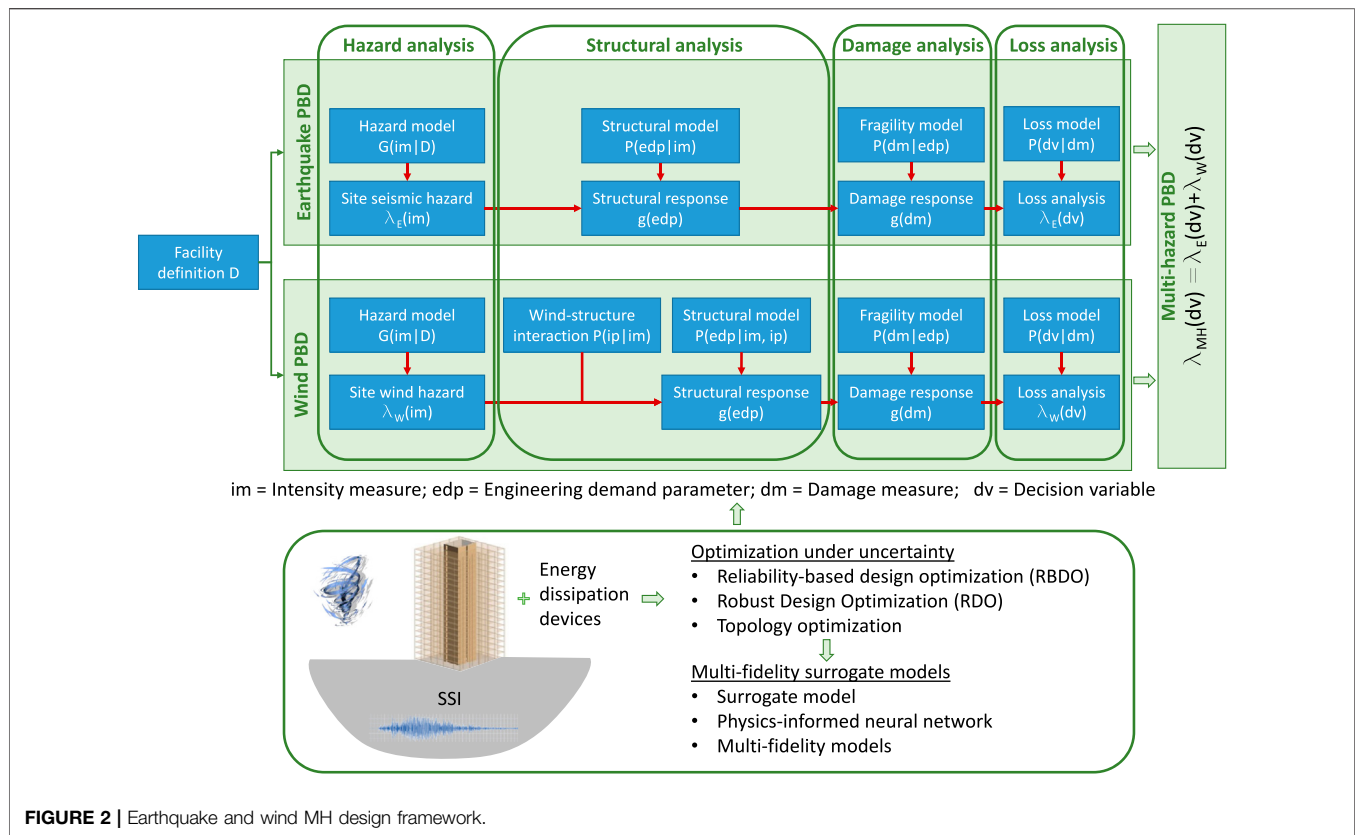 Hazard analysis
Structural analysis
Damage analysis
Loss analysis
Earthquake PBD
Hazard model
G(im|D)
Structural model
P(edp|im)
Fragility model
P(dm|edp)
Loss model
P(dv|dm)
Site seismic hazard
λE(im)
Structural response
g(edp)
Damage response
g(dm)
Loss analysis
λE(dv)
Facility
definition D
Wind PBD
Hazard model
G(im|D)
Wind-structure
interaction P(ip|im)
Structural model
P(edp|im, ip)
Fragility model
P(dm|edp)
Loss model
P(dv|dm)
Site wind hazard
λW(im)
Structural response
g(edp)
Damage response
g(dm)
Loss analysis
λW(dv)
Multi-hazard PBD
λMH(dv) = λE(dv)+λW(dv)
im = Intensity measure; edp = Engineering demand parameter; dm = Damage measure; dv = Decision variable
SSI
+ Energy
dissipation
devices
Optimization under uncertainty
• Reliability-based design optimization (RBDO)
• Robust Design Optimization (RDO)
• Topology optimization
Multi-fidelity surrogate models
• Surrogate model
• Physics-informed neural network
• Multi-fidelity models
FIGURE 2 | Earthquake and wind MH design framework.